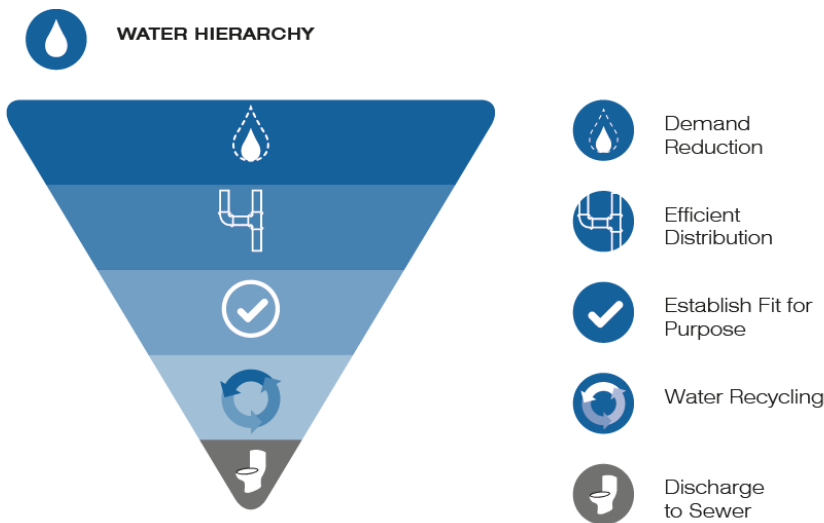 WATER HIERARCHY
Demand
Reduction
Efficient
Distribution
Establish Fit for
Purpose
Water Recycling
Discharge
to Sewer